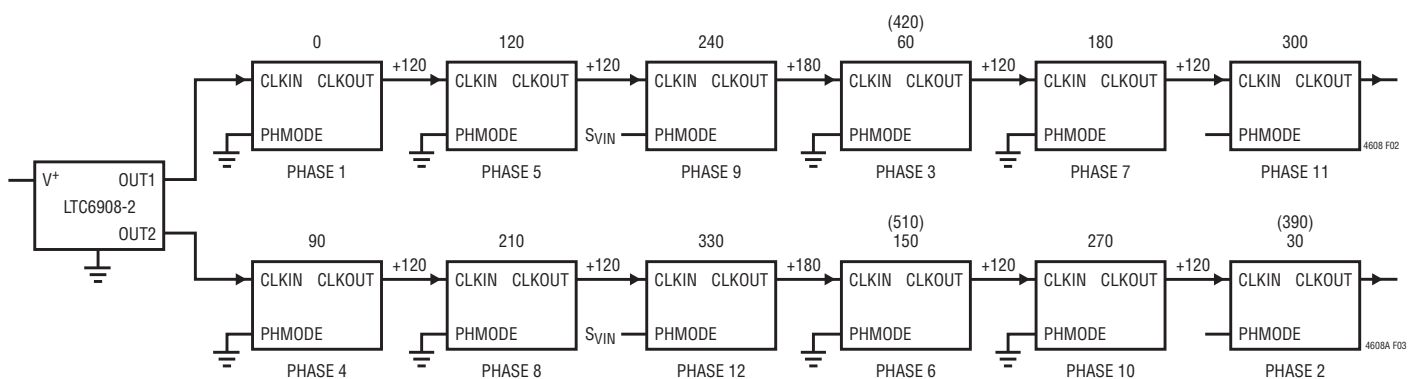 (420)
0 120 240 60 180 300
CLKIN CLKOUT +120 CLKIN CLKOUT +120 CLKIN CLKOUT +180 CLKIN CLKOUT +120 CLKIN CLKOUT +120 CLKIN CLKOUT
PHMODE PHMODE SVIN PHMODE PHMODE PHMODE PHMODE
4608 F02
PHASE 1 PHASE 5 PHASE 9 PHASE 3 PHASE 7 PHASE 11
V+ OUT1
LTC6908-2
OUT2
(510) (390)
90 210 330 150 270 30
CLKIN CLKOUT +120 CLKIN CLKOUT +120 CLKIN CLKOUT +180 CLKIN CLKOUT +120 CLKIN CLKOUT +120 CLKIN CLKOUT
PHMODE PHMODE SVIN PHMODE PHMODE PHMODE PHMODE
4608A F03
PHASE 4 PHASE 8 PHASE 12 PHASE 6 PHASE 10 PHASE 2